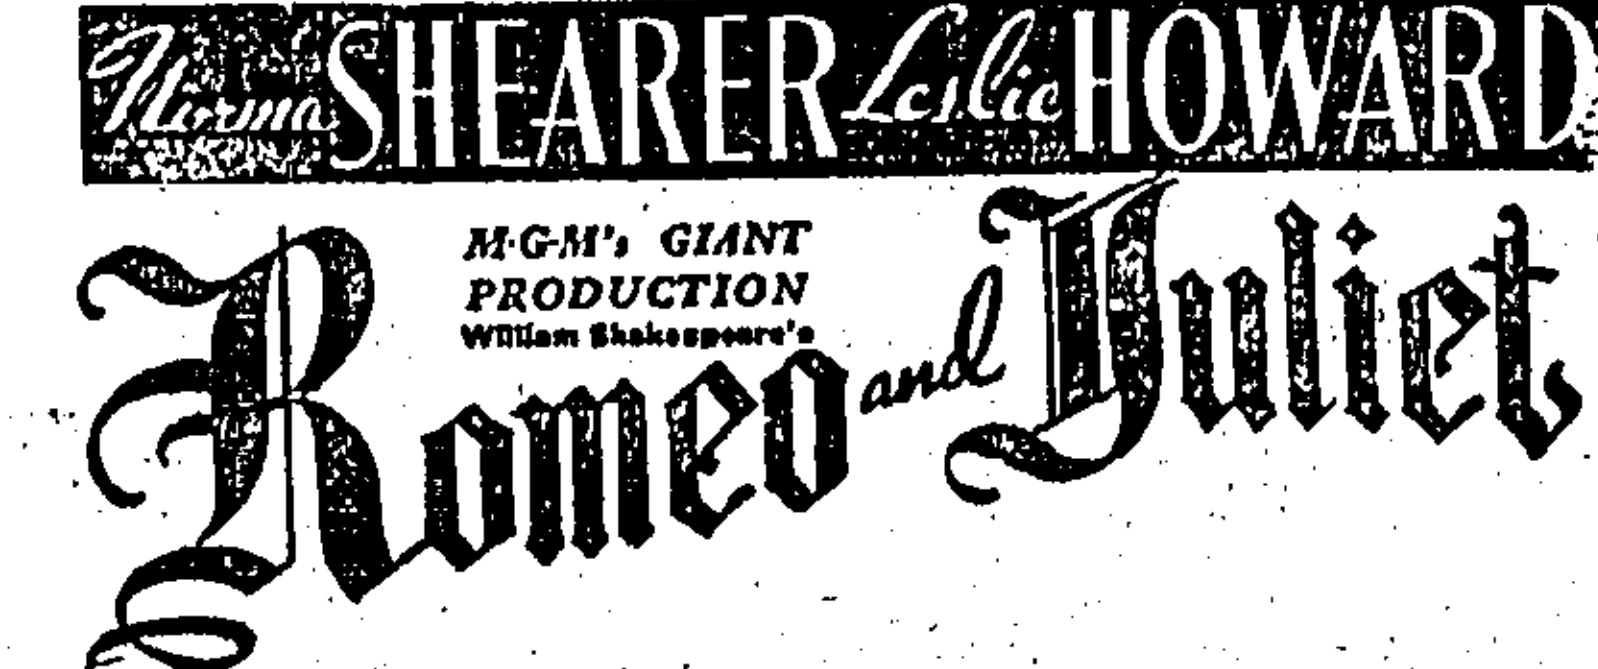 Norma SHEARER Leslie HOWARD
M·G·M's GIANT
PRODUCTION
William Shakespeare's
Romeo and Juliet